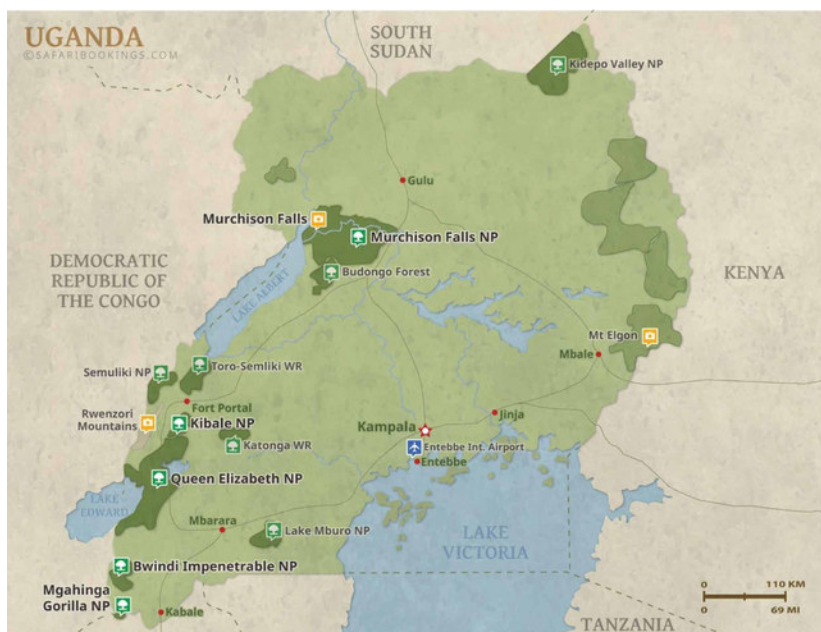 UGANDA
©SAFARIBOOKINGS.COM
SOUTH
SUDAN
Kidepo Valley NP
Gulu
Murchison Falls
Murchison Falls NP
Budongo Forest
DEMOCRATIC
REPUBLIC OF
THE CONGO
LAKE ALBERT
KENYA
Mt Elgon
Mbale
Semuliki NP
Toro-Semliki WR
Fort Portal
Rwenzori
Mountains
Kibale NP
Katonga WR
Kampala
Jinja
Entebbe Int. Airport
Entebbe
Queen Elizabeth NP
LAKE
EDWARD
Mbarara
Lake Mburo NP
LAKE
VICTORIA
Bwindi Impenetrable NP
Mgahinga
Gorilla NP
Kabale
0 110 KM
0 69 MI
TANZANIA